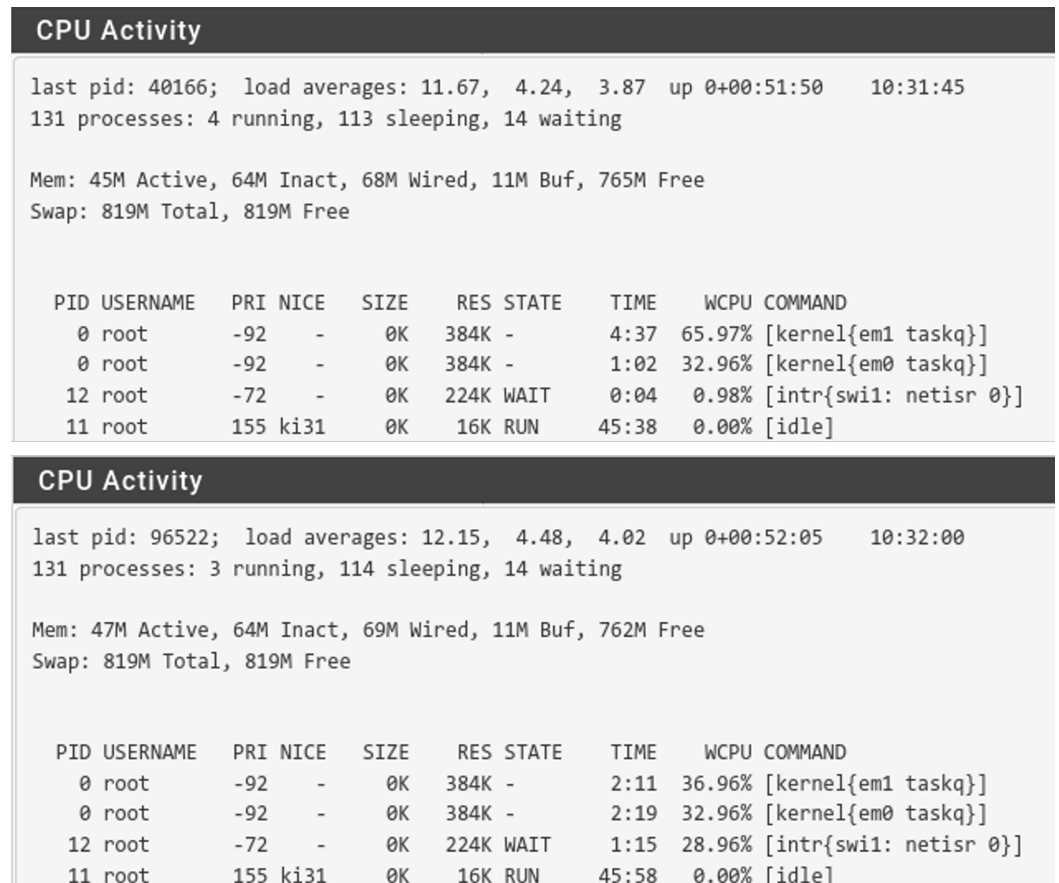 CPU Activity
last pid: 40166;  load averages: 11.67,  4.24,  3.87  up 0+00:51:50    10:31:45
131 processes: 4 running, 113 sleeping, 14 waiting
Mem: 45M Active, 64M Inact, 68M Wired, 11M Buf, 765M Free
Swap: 819M Total, 819M Free
PID USERNAME   PRI NICE   SIZE    RES STATE    TIME    WCPU COMMAND
0 root       -92    -     0K   384K -        4:37  65.97% [kernel{em1 taskq}]
0 root       -92    -     0K   384K -        1:02  32.96% [kernel{em0 taskq}]
12 root       -72    -     0K   224K WAIT     0:04   0.98% [intr{swi1: netisr 0}]
11 root       155 ki31     0K    16K RUN     45:38   0.00% [idle]
CPU Activity
last pid: 96522;  load averages: 12.15,  4.48,  4.02  up 0+00:52:05    10:32:00
131 processes: 3 running, 114 sleeping, 14 waiting
Mem: 47M Active, 64M Inact, 69M Wired, 11M Buf, 762M Free
Swap: 819M Total, 819M Free
PID USERNAME   PRI NICE   SIZE    RES STATE    TIME    WCPU COMMAND
0 root       -92    -     0K   384K -        2:11  36.96% [kernel{em1 taskq}]
0 root       -92    -     0K   384K -        2:19  32.96% [kernel{em0 taskq}]
12 root       -72    -     0K   224K WAIT     1:15  28.96% [intr{swi1: netisr 0}]
11 root       155 ki31     0K    16K RUN     45:58   0.00% [idle]